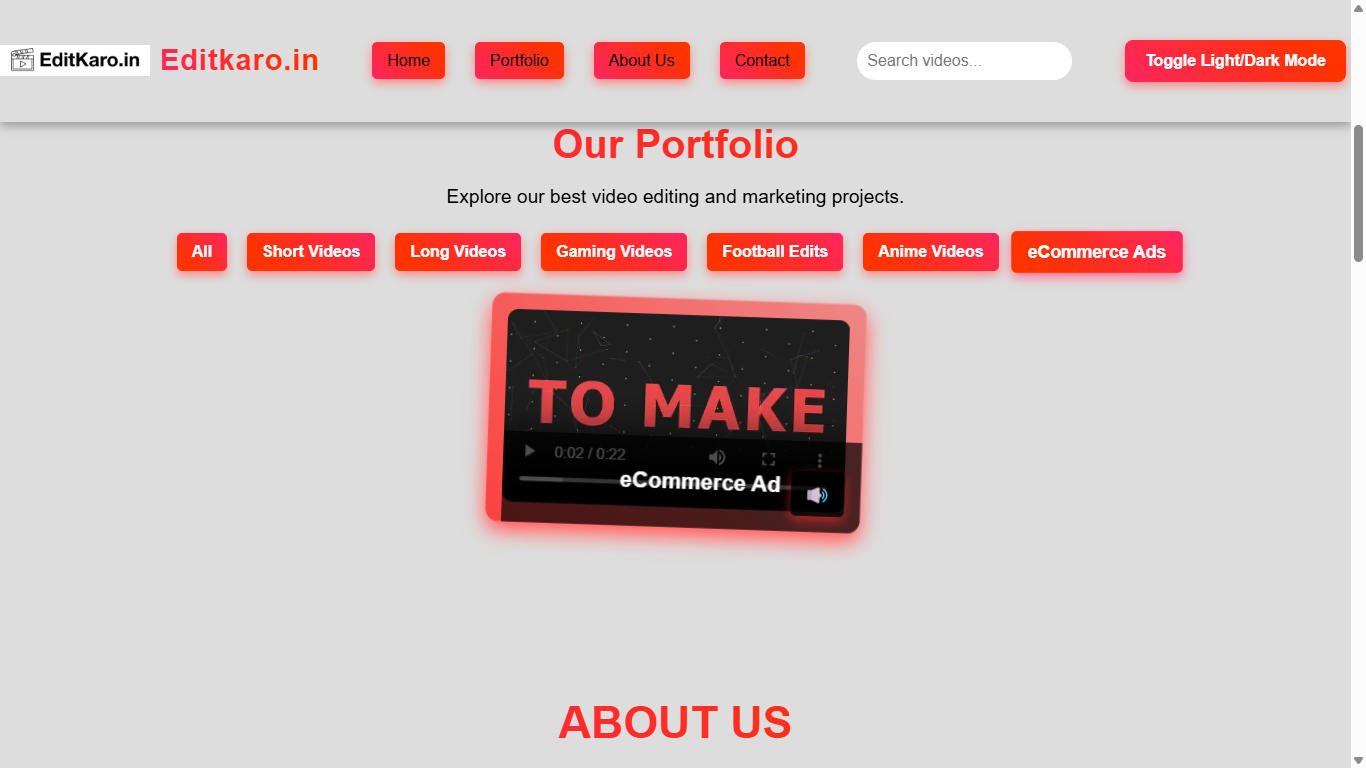 EditKaro.in Editkaro.in Home Portfolio About Us Contact Search videos... Toggle Light/Dark Mode
Our Portfolio
Explore our best video editing and marketing projects.
All Short Videos Long Videos Gaming Videos Football Edits Anime Videos eCommerce Ads
TO MAKE
0:02 / 0:22
eCommerce Ad
ABOUT US